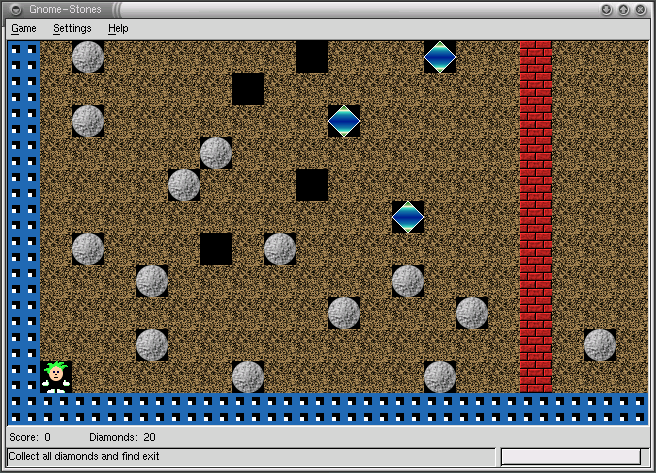 Gnome-Stones
Game Settings Help
Score: 0 Diamonds: 20
Collect all diamonds and find exit